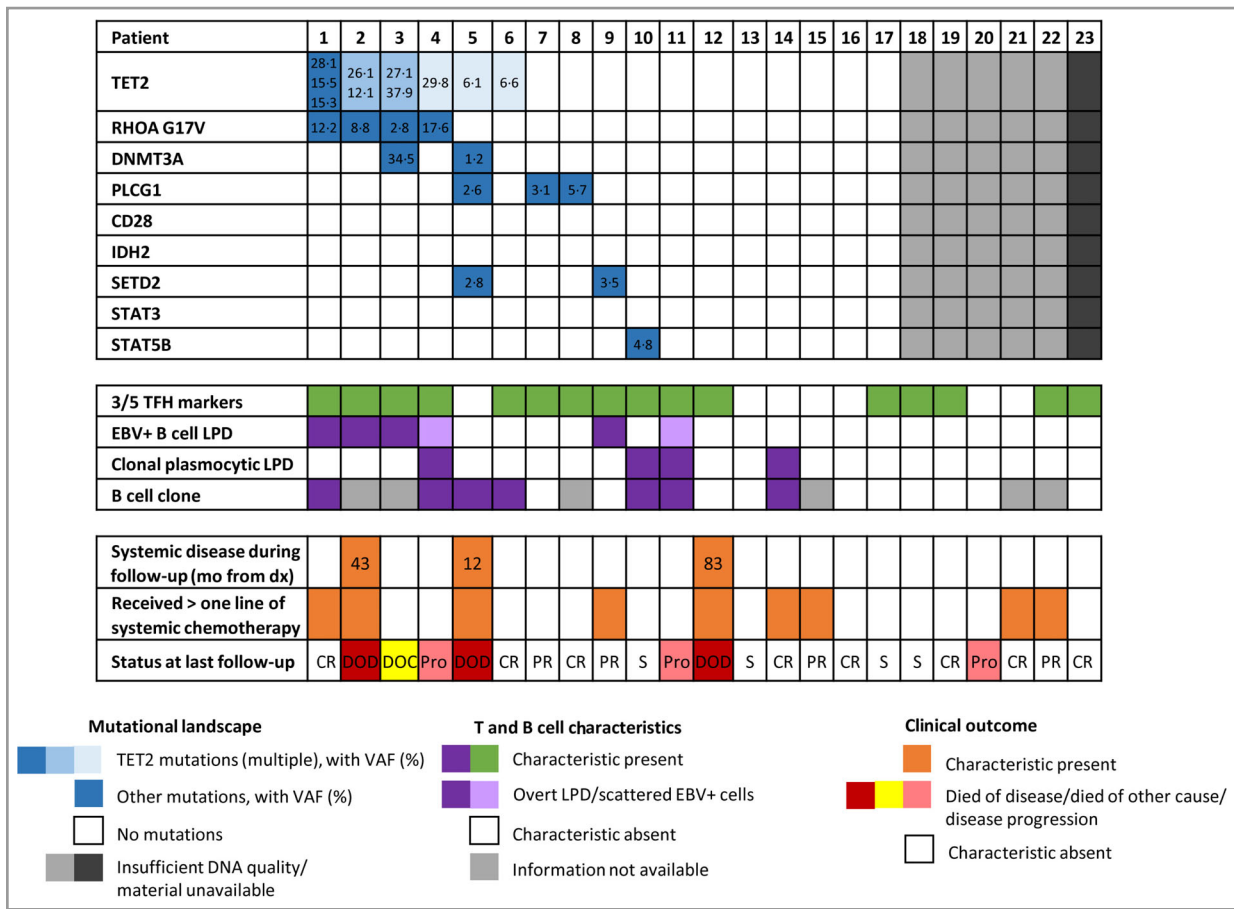 Patient 1 2 3 4 5 6 7 8 9 10 11 12 13 14 15 16 17 18 19 20 21 22 23
TET2 28·1 15·5 15·3 26·1 12·1 27·1 37·9 29·8 6·1 6·6
RHOA G17V 12·2 8·8 2·8 17·6
DNMT3A 34·5 1·2
PLCG1 2·6 3·1 5·7
CD28
IDH2
SETD2 2·8 3·5
STAT3
STAT5B 4·8
3/5 TFH markers
EBV+ B cell LPD
Clonal plasmocytic LPD
B cell clone
Systemic disease during
follow-up (mo from dx) 43 12 83
Received > one line of
systemic chemotherapy
Status at last follow-up CR DOD DOC Pro DOD CR PR CR PR S Pro DOD S CR PR CR S S CR Pro CR PR CR
Mutational landscape
TET2 mutations (multiple), with VAF (%)
Other mutations, with VAF (%)
No mutations
Insufficient DNA quality/
material unavailable
T and B cell characteristics
Characteristic present
Overt LPD/scattered EBV+ cells
Characteristic absent
Information not available
Clinical outcome
Characteristic present
Died of disease/died of other cause/
disease progression
Characteristic absent